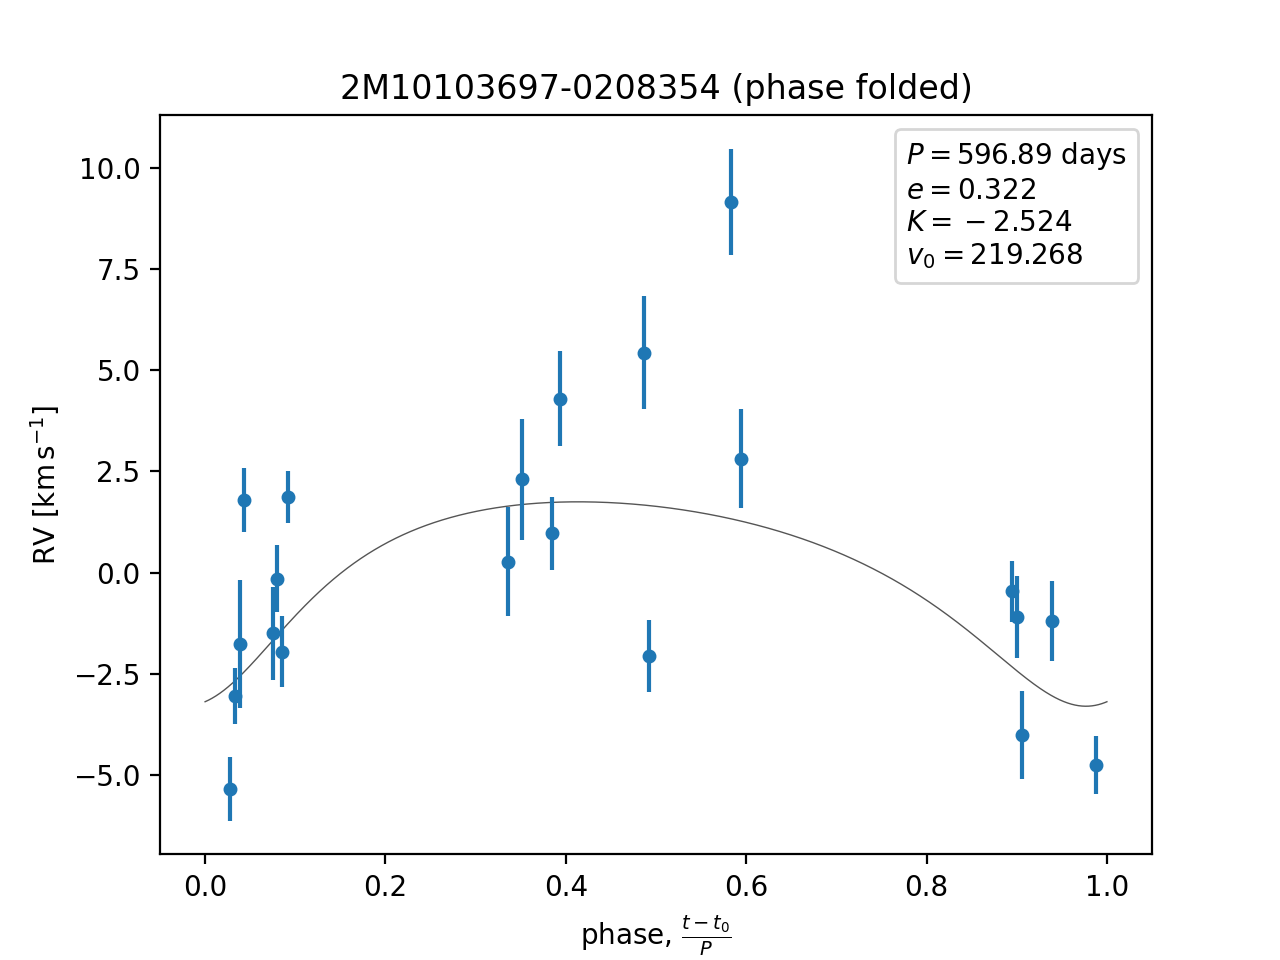 2M10103697-0208354 (phase folded)
P = 596.89 days
e = 0.322
K = −2.524
v₀ = 219.268
10.0
7.5
5.0
2.5
0.0
−2.5
−5.0
RV [km s⁻¹]
0.0 0.2 0.4 0.6 0.8 1.0
phase, (t − t₀)/P